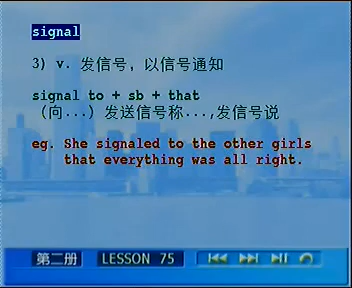 signal
3) v. 发信号，以信号通知
signal to + sb + that
（向...）发送信号称...,发信号说
eg. She signaled to the other girls
that everything was all right.
第二册 LESSON 75